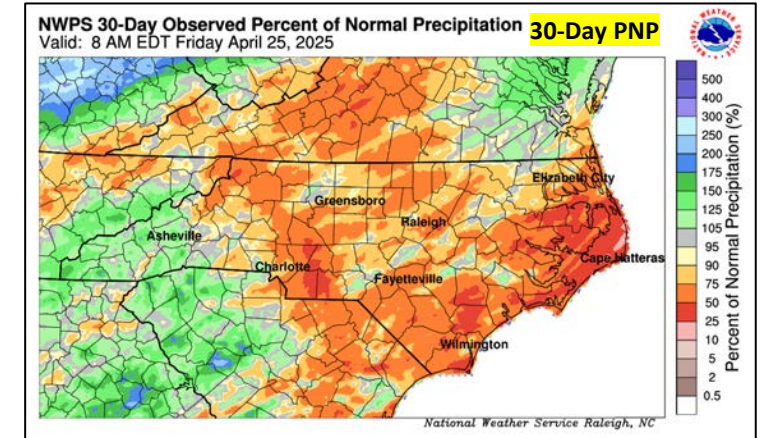 NWPS 30-Day Observed Percent of Normal Precipitation
30-Day PNP
Valid: 8 AM EDT Friday April 25, 2025
NATIONAL WEATHER SERVICE
500
400
300
250
200
175
150
125
105
95
90
75
50
25
10
5
2
0.5
Percent of Normal Precipitation (%)
Elizabeth City
Greensboro
Raleigh
Asheville
Cape Hatteras
Charlotte
Fayetteville
Wilmington
National Weather Service Raleigh, NC